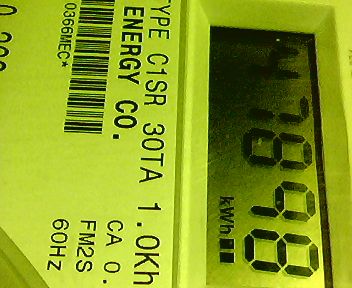 47898
kWh
TYPE C1SR 30TA 1.0Kh
ENERGY CO. CA 0.
FM2S
0366MEC* 60Hz